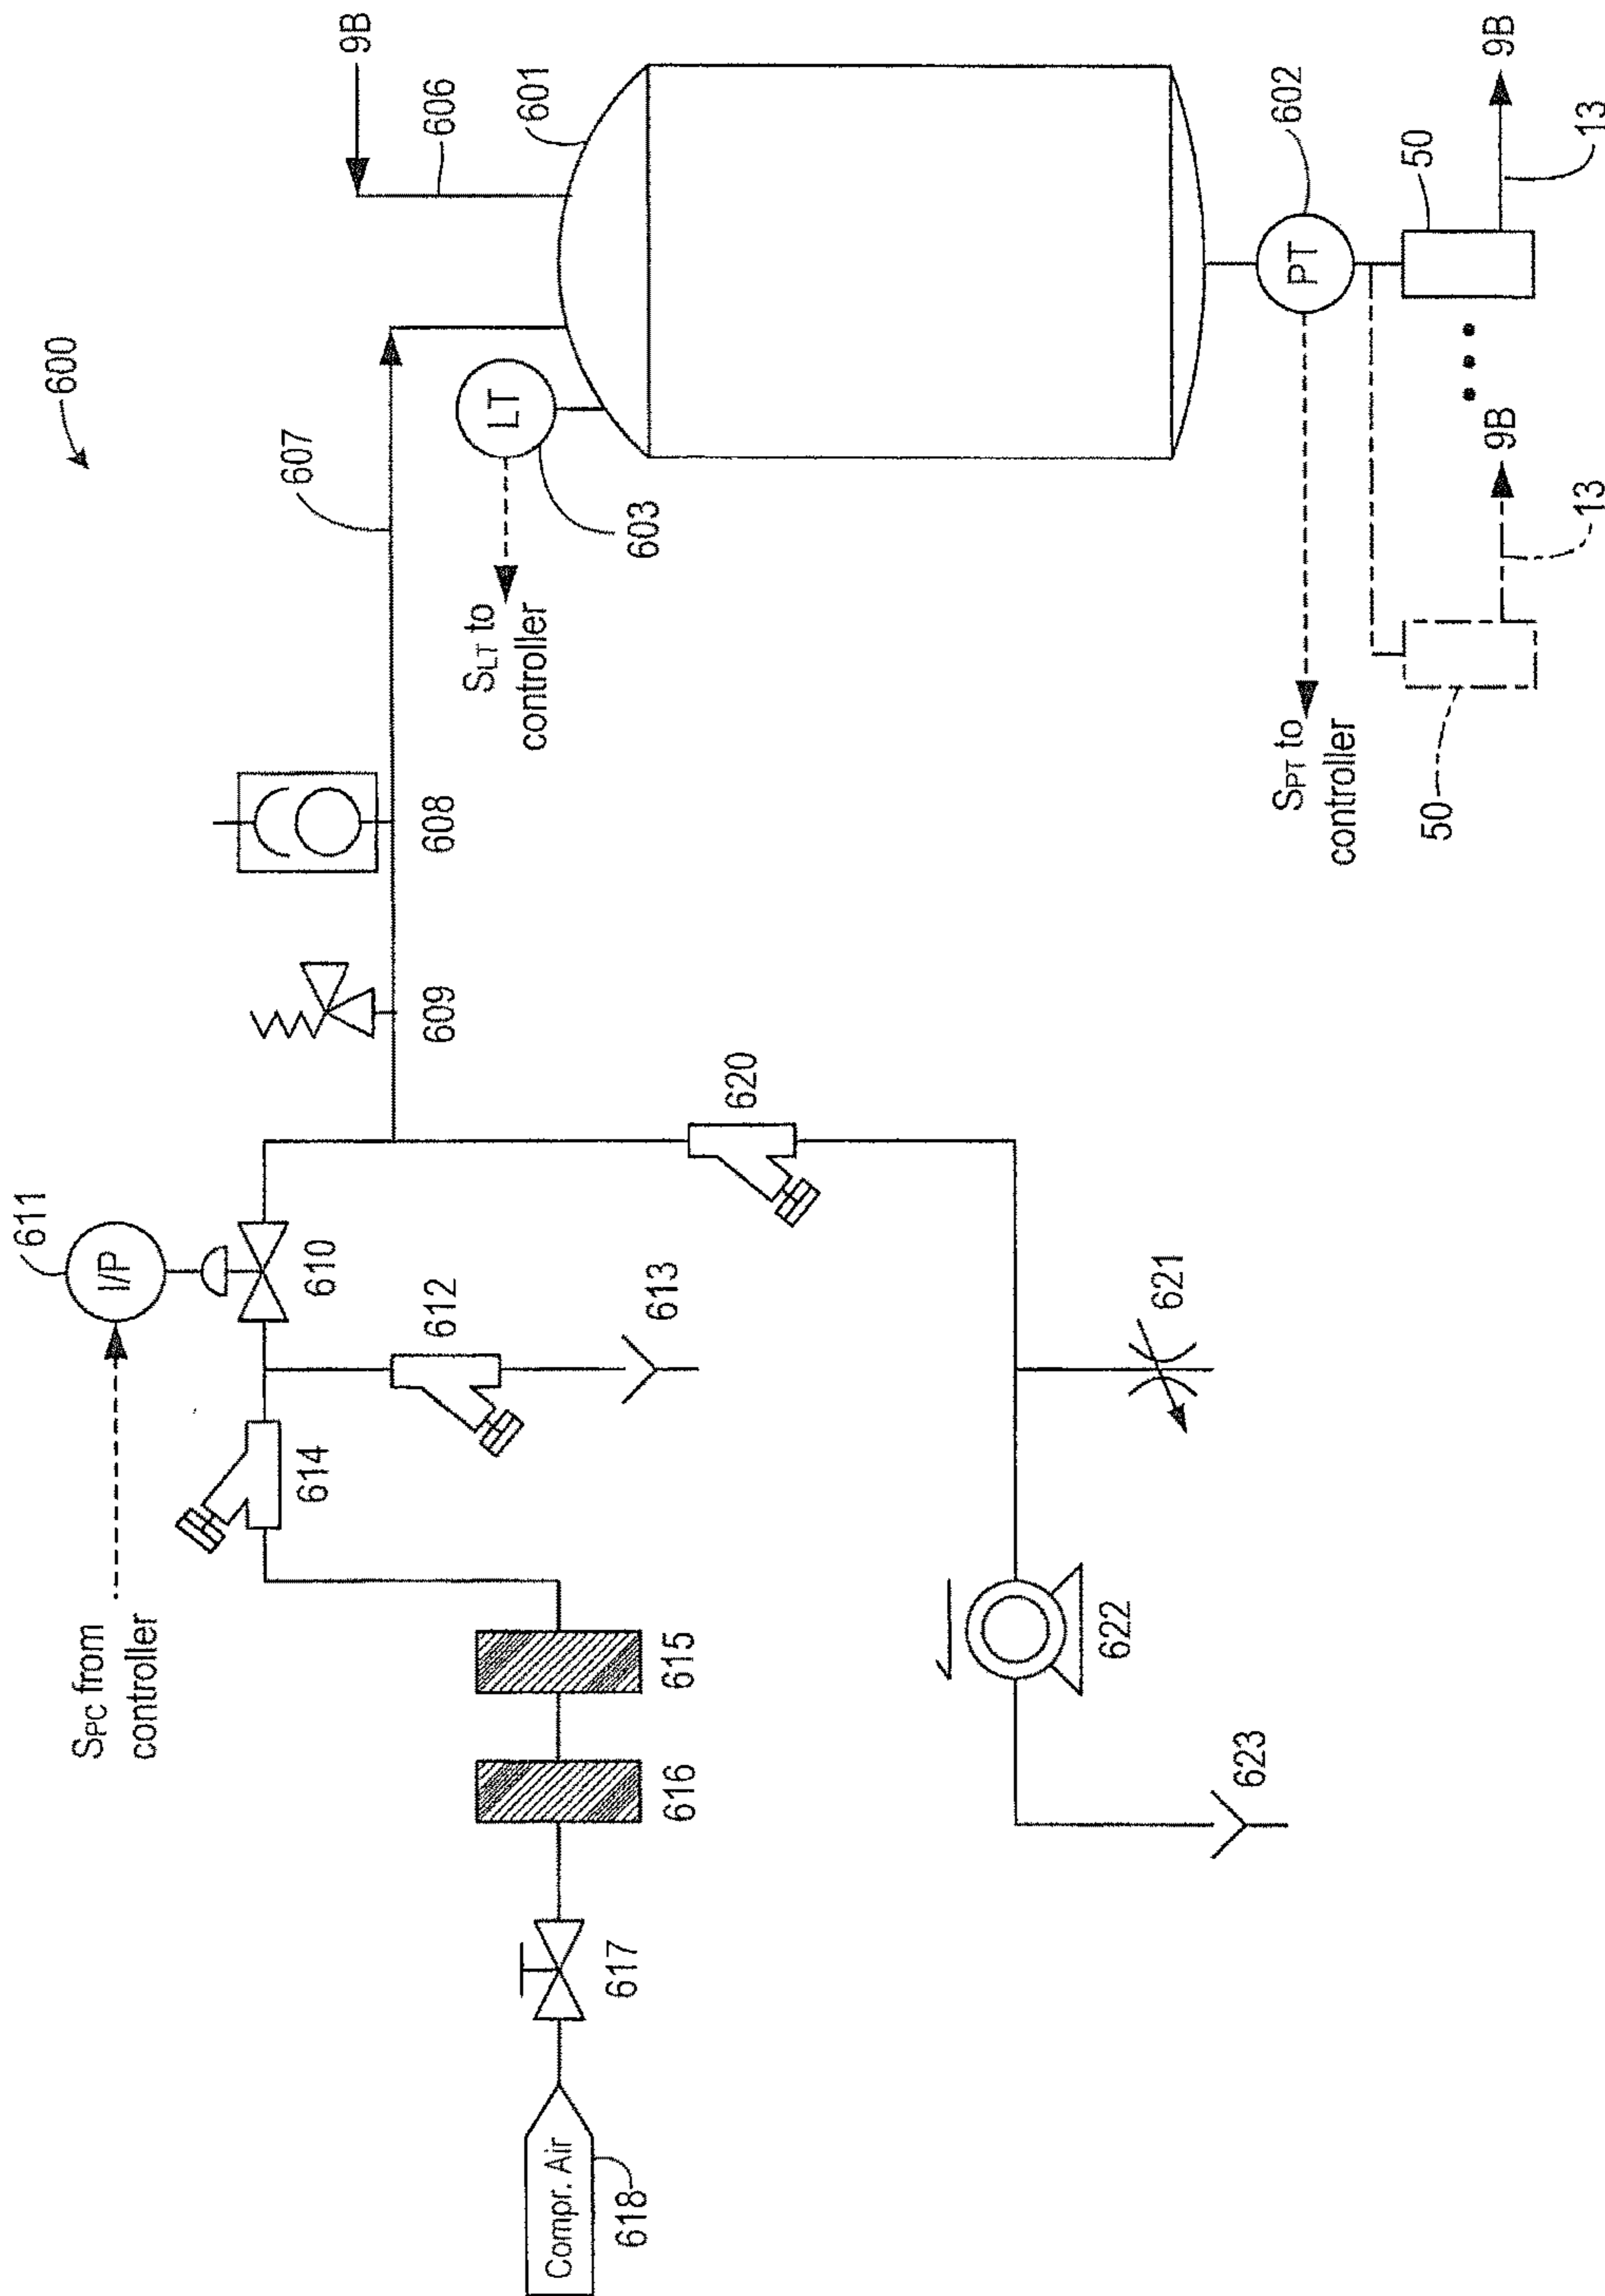 600
9B
606
601
607
LT
603
SLT to
controller
602
PT
SPT to
controller
50
9B
13
50
9B
13
608
609
611
I/P
610
SPC from
controller
612
613
614
615
616
617
Compr. Air
618
620
621
622
623